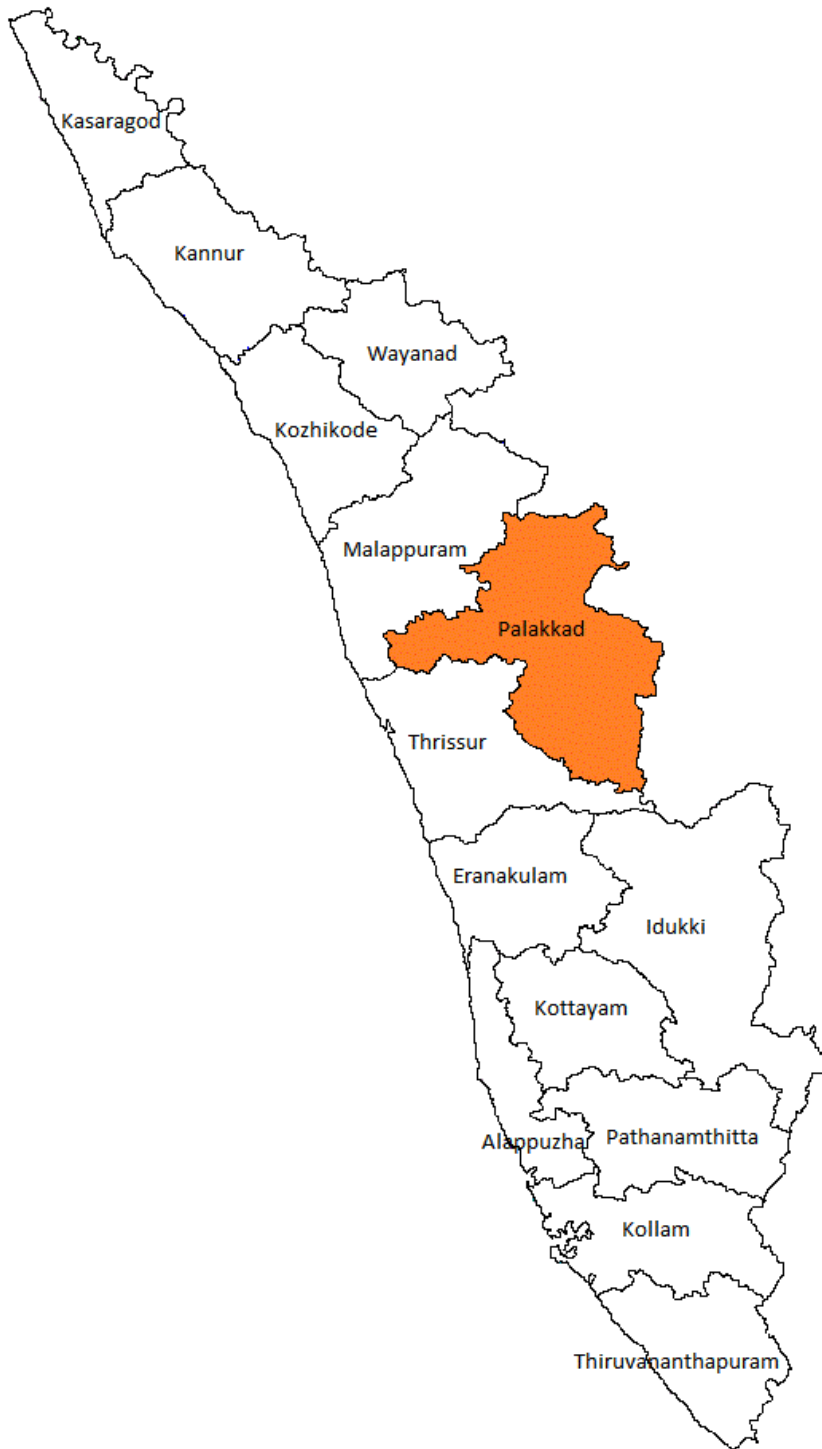 Kasaragod
Kannur
Wayanad
Kozhikode
Malappuram
Palakkad
Thrissur
Eranakulam
Idukki
Kottayam
Alappuzha
Pathanamthitta
Kollam
Thiruvananthapuram